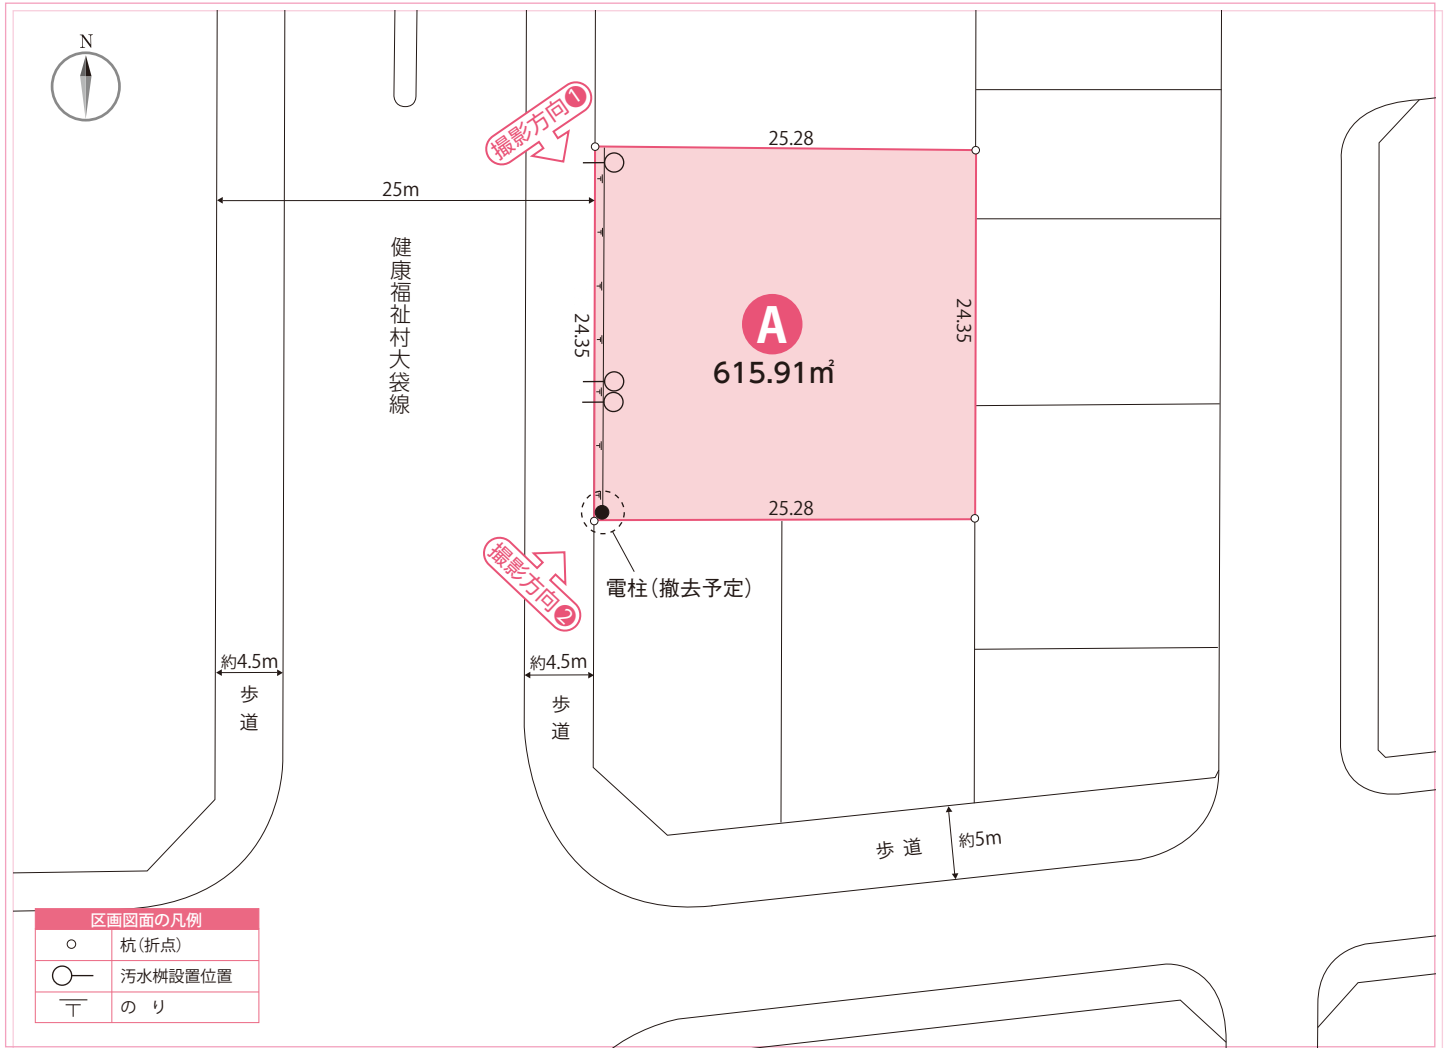 N
撮影方向1
25.28
25m
健康福祉村大袋線
24.35
24.35
A
615.91㎡
25.28
撮影方向2
電柱(撤去予定)
約4.5m
歩道
約4.5m
歩道
歩道
約5m
区画図面の凡例
杭(折点)
汚水桝設置位置
のり